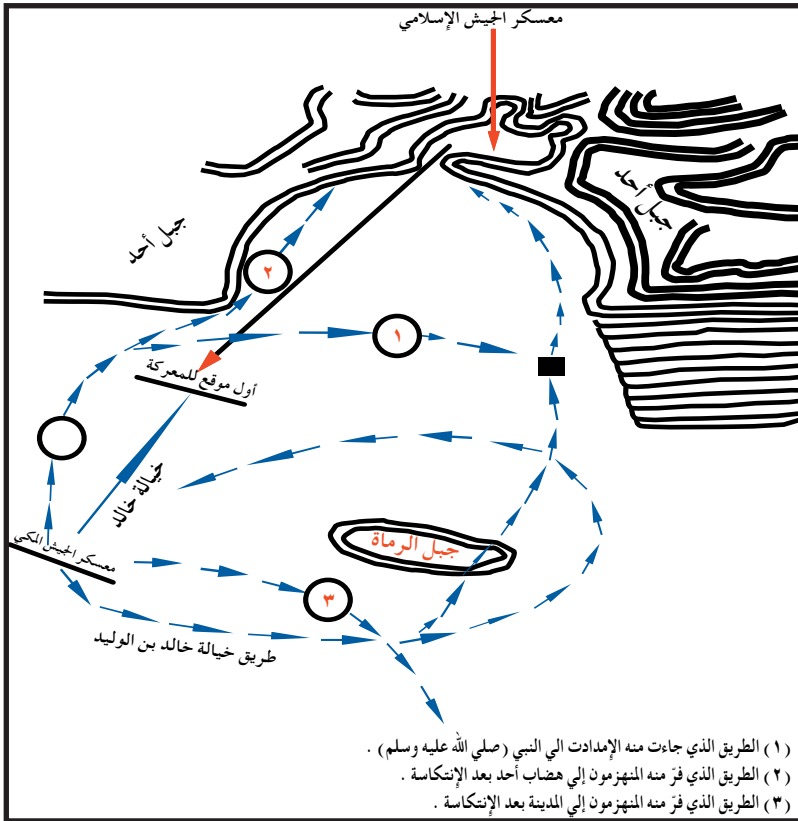 معسكر الجيش الإسلامي
جبل أحد
جبل أحد
٢
١
أول موقع للمعركة
خيالة خالد
معسكر الجيش المكي
جبل الرماة
٣
طريق خيالة خالد بن الوليد
(١) الطريق الذي جاءت منه الإمدادت الي النبي (صلي الله عليه وسلم) .
(٢) الطريق الذي فرّ منه المنهزمون إلي هضاب أحد بعد الإنتكاسة .
(٣) الطريق الذي فرّ منه المنهزمون إلي المدينة بعد الإنتكاسة .